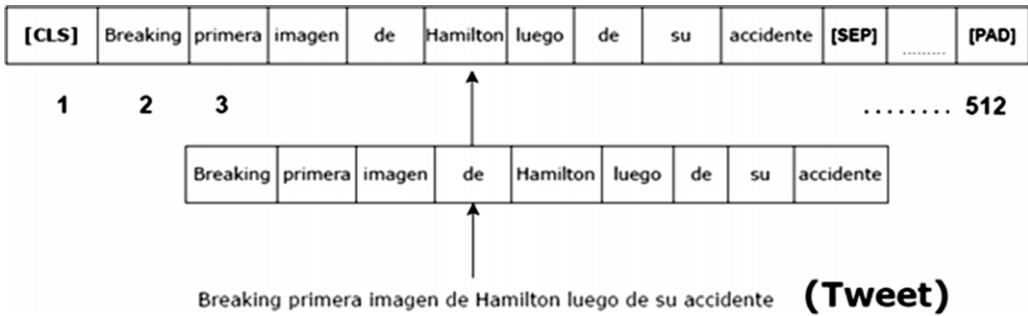 [CLS] Breaking primera imagen de Hamilton luego de su accidente [SEP] ........ [PAD]
1 2 3 ........ 512
Breaking primera imagen de Hamilton luego de su accidente
Breaking primera imagen de Hamilton luego de su accidente (Tweet)